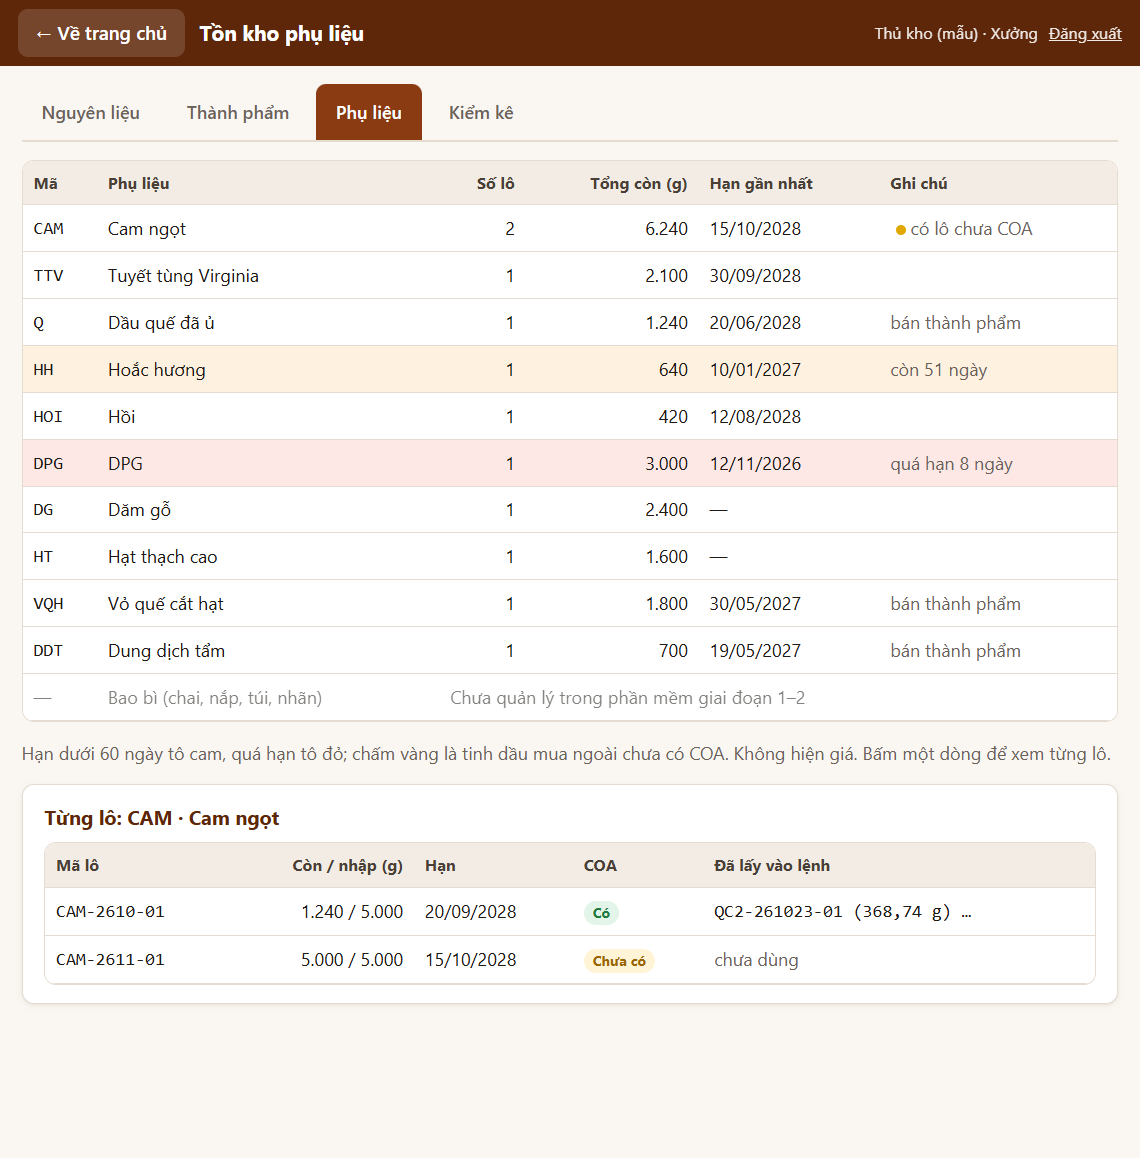 ← Về trang chủ Tồn kho phụ liệu Thủ kho (mẫu) · Xưởng Đăng xuất
Nguyên liệu Thành phẩm Phụ liệu Kiểm kê
Mã Phụ liệu Số lô Tổng còn (g) Hạn gần nhất Ghi chú
CAM Cam ngọt 2 6.240 15/10/2028 có lô chưa COA
TTV Tuyết tùng Virginia 1 2.100 30/09/2028
Q Dầu quế đã ủ 1 1.240 20/06/2028 bán thành phẩm
HH Hoắc hương 1 640 10/01/2027 còn 51 ngày
HOI Hồi 1 420 12/08/2028
DPG DPG 1 3.000 12/11/2026 quá hạn 8 ngày
DG Dăm gỗ 1 2.400 —
HT Hạt thạch cao 1 1.600 —
VQH Vỏ quế cắt hạt 1 1.800 30/05/2027 bán thành phẩm
DDT Dung dịch tẩm 1 700 19/05/2027 bán thành phẩm
— Bao bì (chai, nắp, túi, nhãn) Chưa quản lý trong phần mềm giai đoạn 1–2
Hạn dưới 60 ngày tô cam, quá hạn tô đỏ; chấm vàng là tinh dầu mua ngoài chưa có COA. Không hiện giá. Bấm một dòng để xem từng lô.
Từng lô: CAM · Cam ngọt
Mã lô Còn / nhập (g) Hạn COA Đã lấy vào lệnh
CAM-2610-01 1.240 / 5.000 20/09/2028 Có QC2-261023-01 (368,74 g) …
CAM-2611-01 5.000 / 5.000 15/10/2028 Chưa có chưa dùng